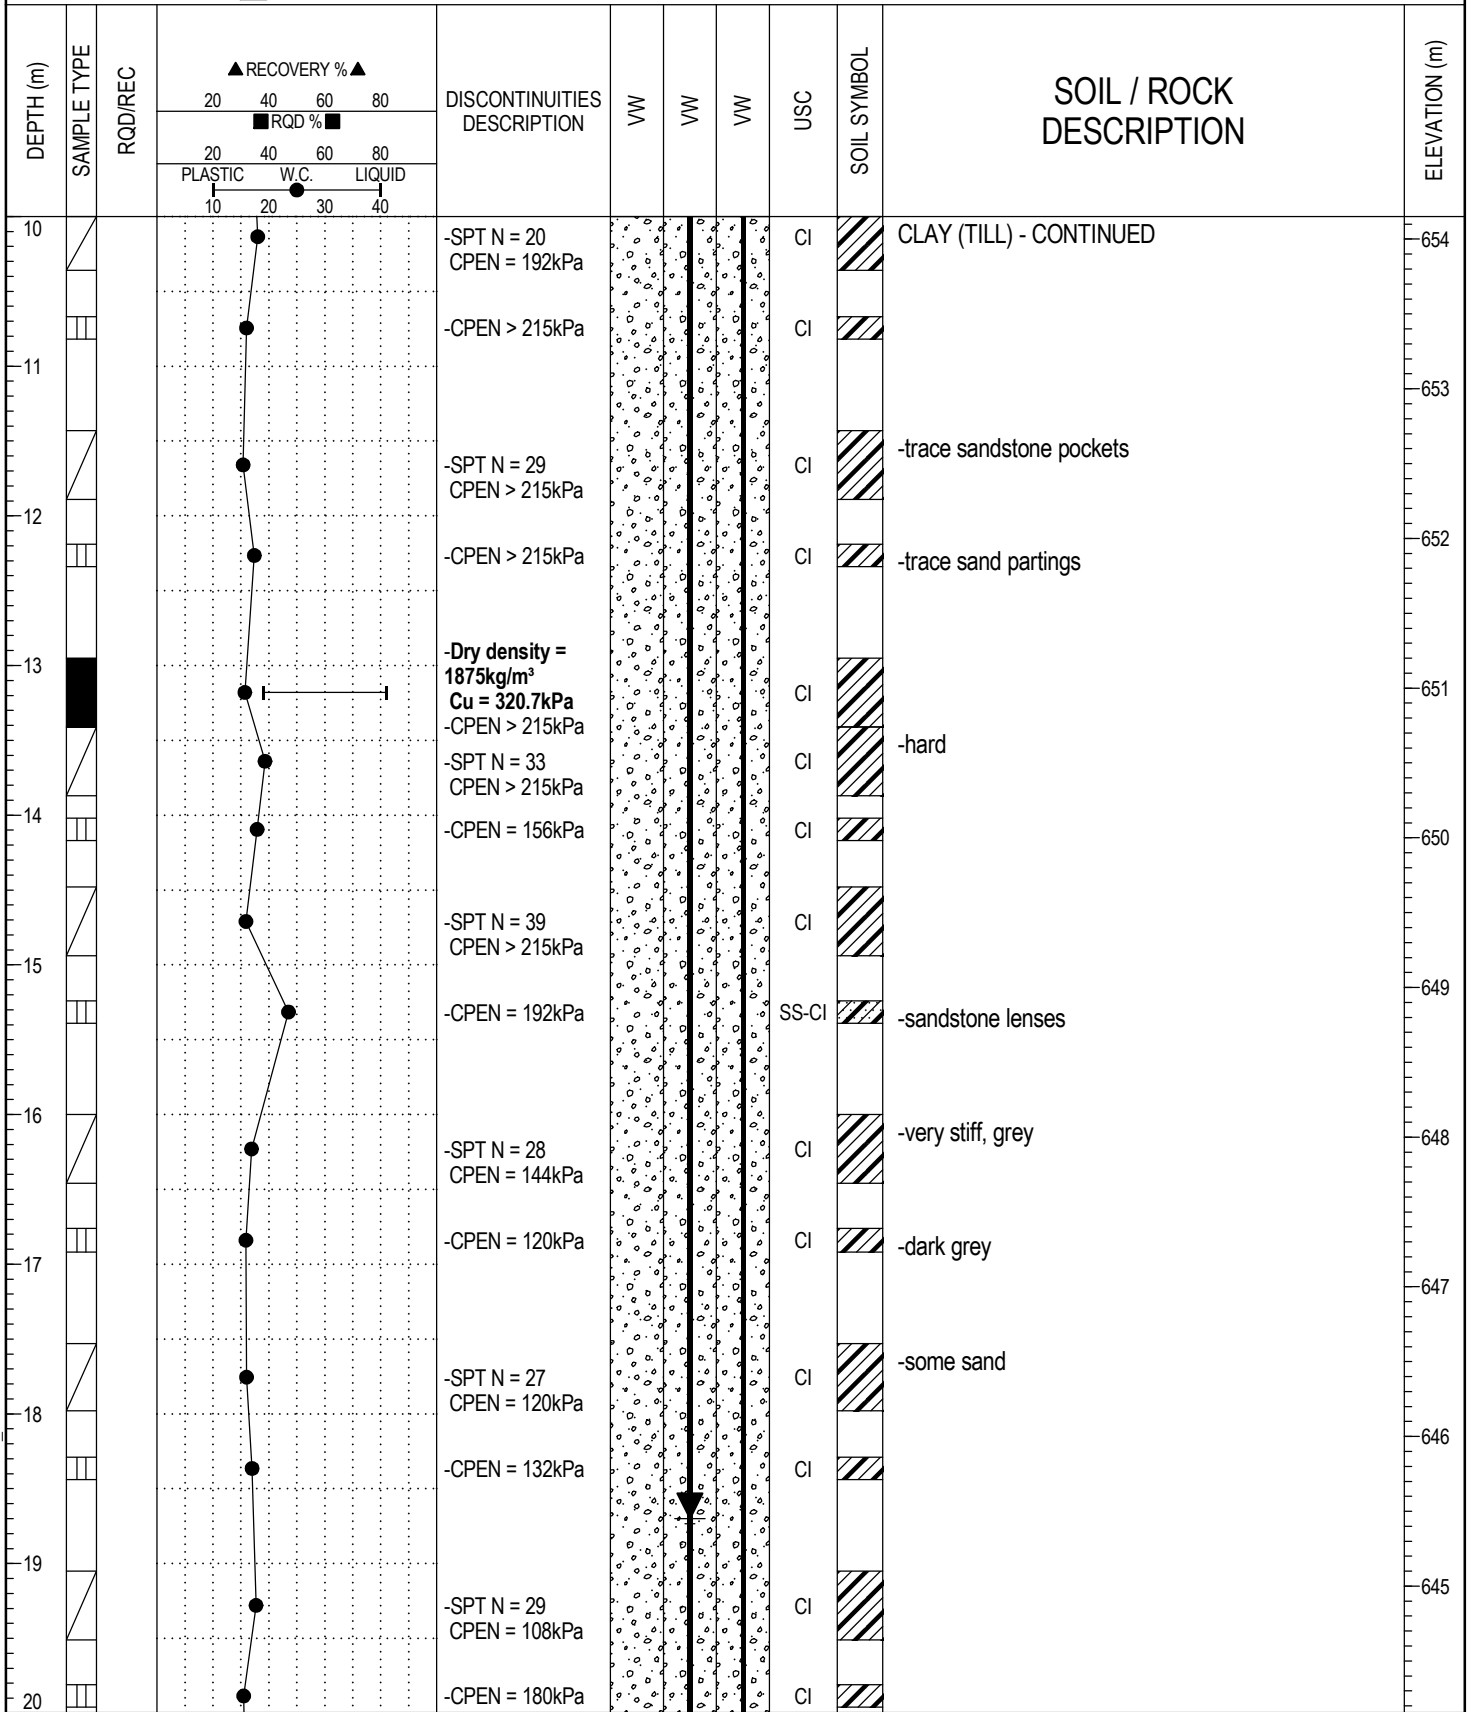 DEPTH (m)
SAMPLE TYPE
RQD/REC
▲ RECOVERY % ▲
20 40 60 80
■ RQD % ■
20 40 60 80
PLASTIC W.C. LIQUID
10 20 30 40
DISCONTINUITIES
DESCRIPTION
VW
VW
VW
USC
SOIL SYMBOL
SOIL / ROCK
DESCRIPTION
ELEVATION (m)
10
-SPT N = 20 CI CLAY (TILL) - CONTINUED
654
CPEN = 192kPa
-CPEN > 215kPa CI
11
653
-trace sandstone pockets
-SPT N = 29 CI
CPEN > 215kPa
12
652
-CPEN > 215kPa CI -trace sand partings
-Dry density =
13
1875kg/m³
651
Cu = 320.7kPa CI
-CPEN > 215kPa
-hard
-SPT N = 33 CI
CPEN > 215kPa
14
-CPEN = 156kPa CI
650
-SPT N = 39 CI
CPEN > 215kPa
15
649
-CPEN = 192kPa SS-CI -sandstone lenses
16
-very stiff, grey
648
-SPT N = 28 CI
CPEN = 144kPa
-CPEN = 120kPa CI -dark grey
17
647
-some sand
-SPT N = 27 CI
CPEN = 120kPa
18
646
-CPEN = 132kPa CI
19
645
-SPT N = 29 CI
CPEN = 108kPa
20
-CPEN = 180kPa CI